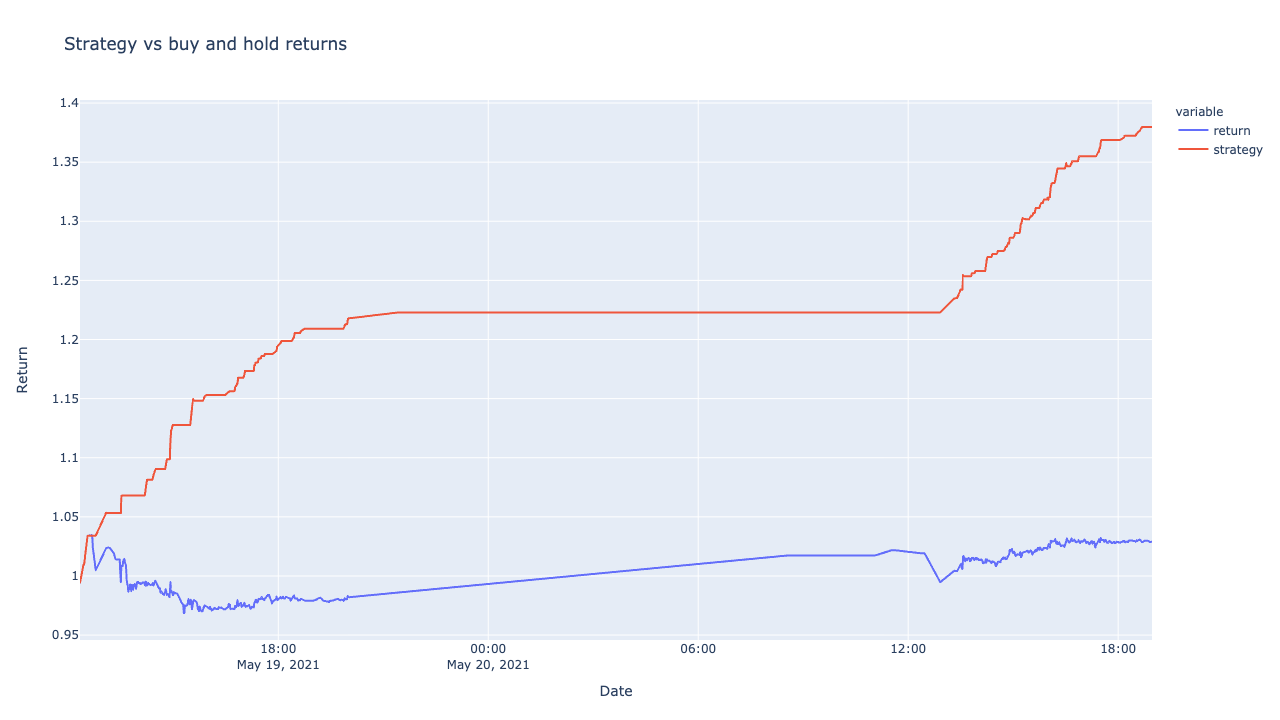 Strategy vs buy and hold returns
variable
return
strategy
1.4
1.35
1.3
1.25
1.2
1.15
1.1
1.05
1
0.95
Return
18:00
May 19, 2021
00:00
May 20, 2021
06:00
12:00
18:00
Date